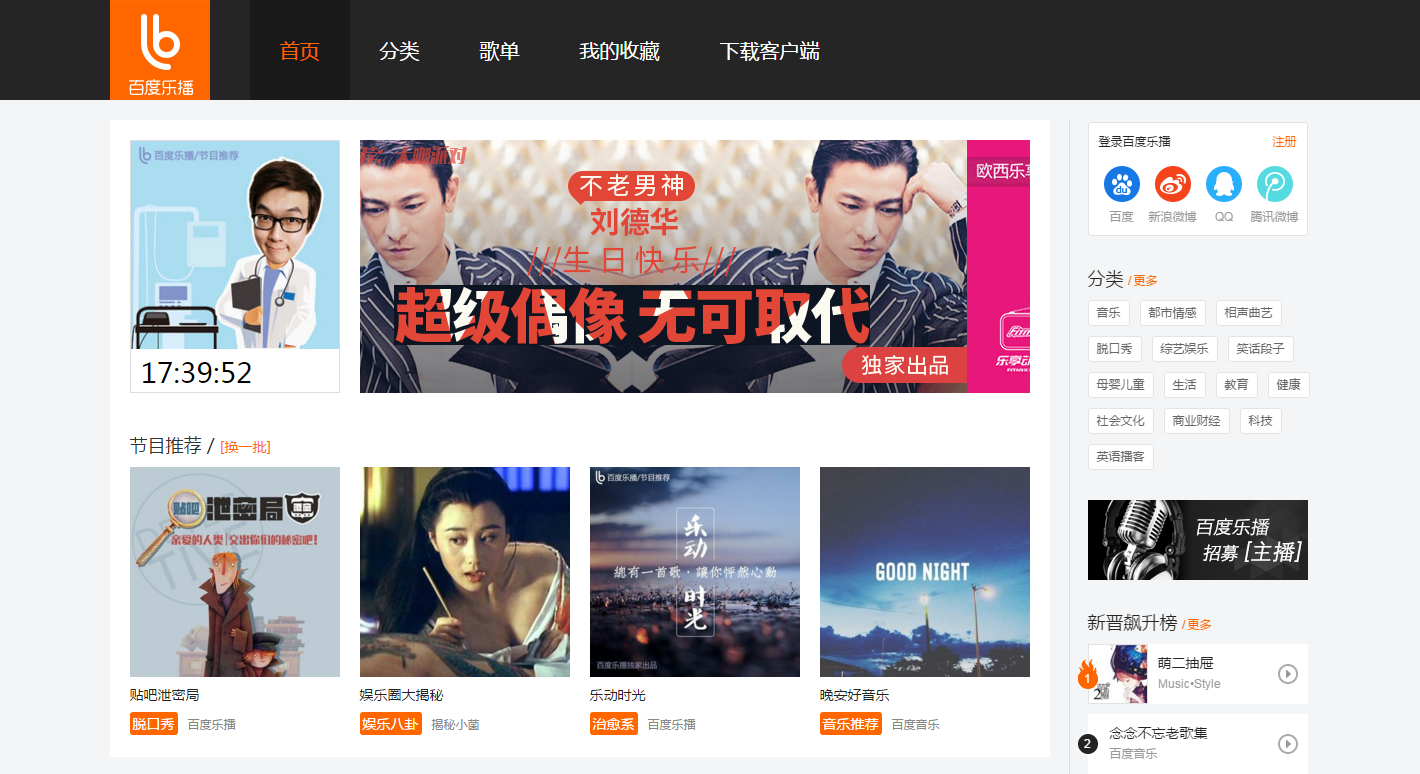 百度乐播
首页
分类
歌单
我的收藏
下载客户端
百度乐播/节目推荐
17:39:52
大咖派对
不老男神
刘德华
///生日快乐///
超级偶像 无可取代
独家出品
欧西乐享
乐享动
登录百度乐播
注册
百度
新浪微博
QQ
腾讯微博
分类 / 更多
音乐
都市情感
相声曲艺
脱口秀
综艺娱乐
笑话段子
母婴儿童
生活
教育
健康
社会文化
商业财经
科技
英语播客
百度乐播
招募 [主播]
节目推荐 / [换一批]
贴吧 泄密局
亲爱的人类|交出你们的秘密吧!
贴吧泄密局
脱口秀 百度乐播
娱乐圈大揭秘
娱乐八卦 揭秘小菌
百度乐播/节目推荐
乐动
總有一首歌·讓你怦然心動
时光
百度乐播独家出品
乐动时光
治愈系 百度乐播
GOOD NIGHT
晚安好音乐
音乐推荐 百度音乐
新晋飙升榜 / 更多
1
萌二抽屉
Music•Style
2
念念不忘老歌集
百度音乐